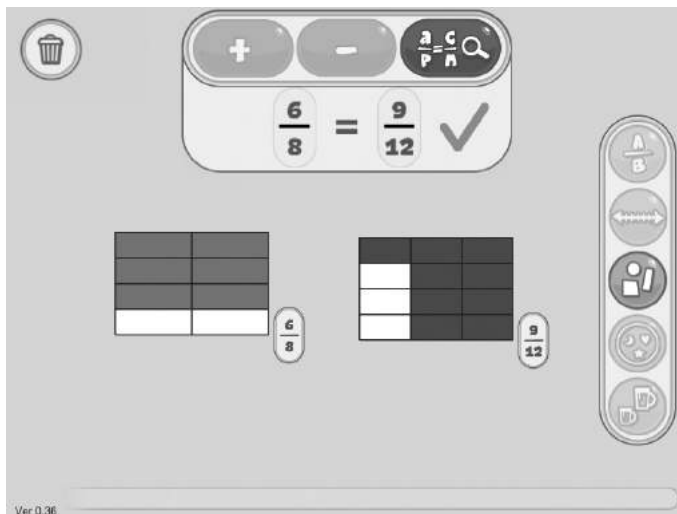 + − a/p = c/n
6/8 = 9/12
A/B
6/8
9/12
Ver 0.36